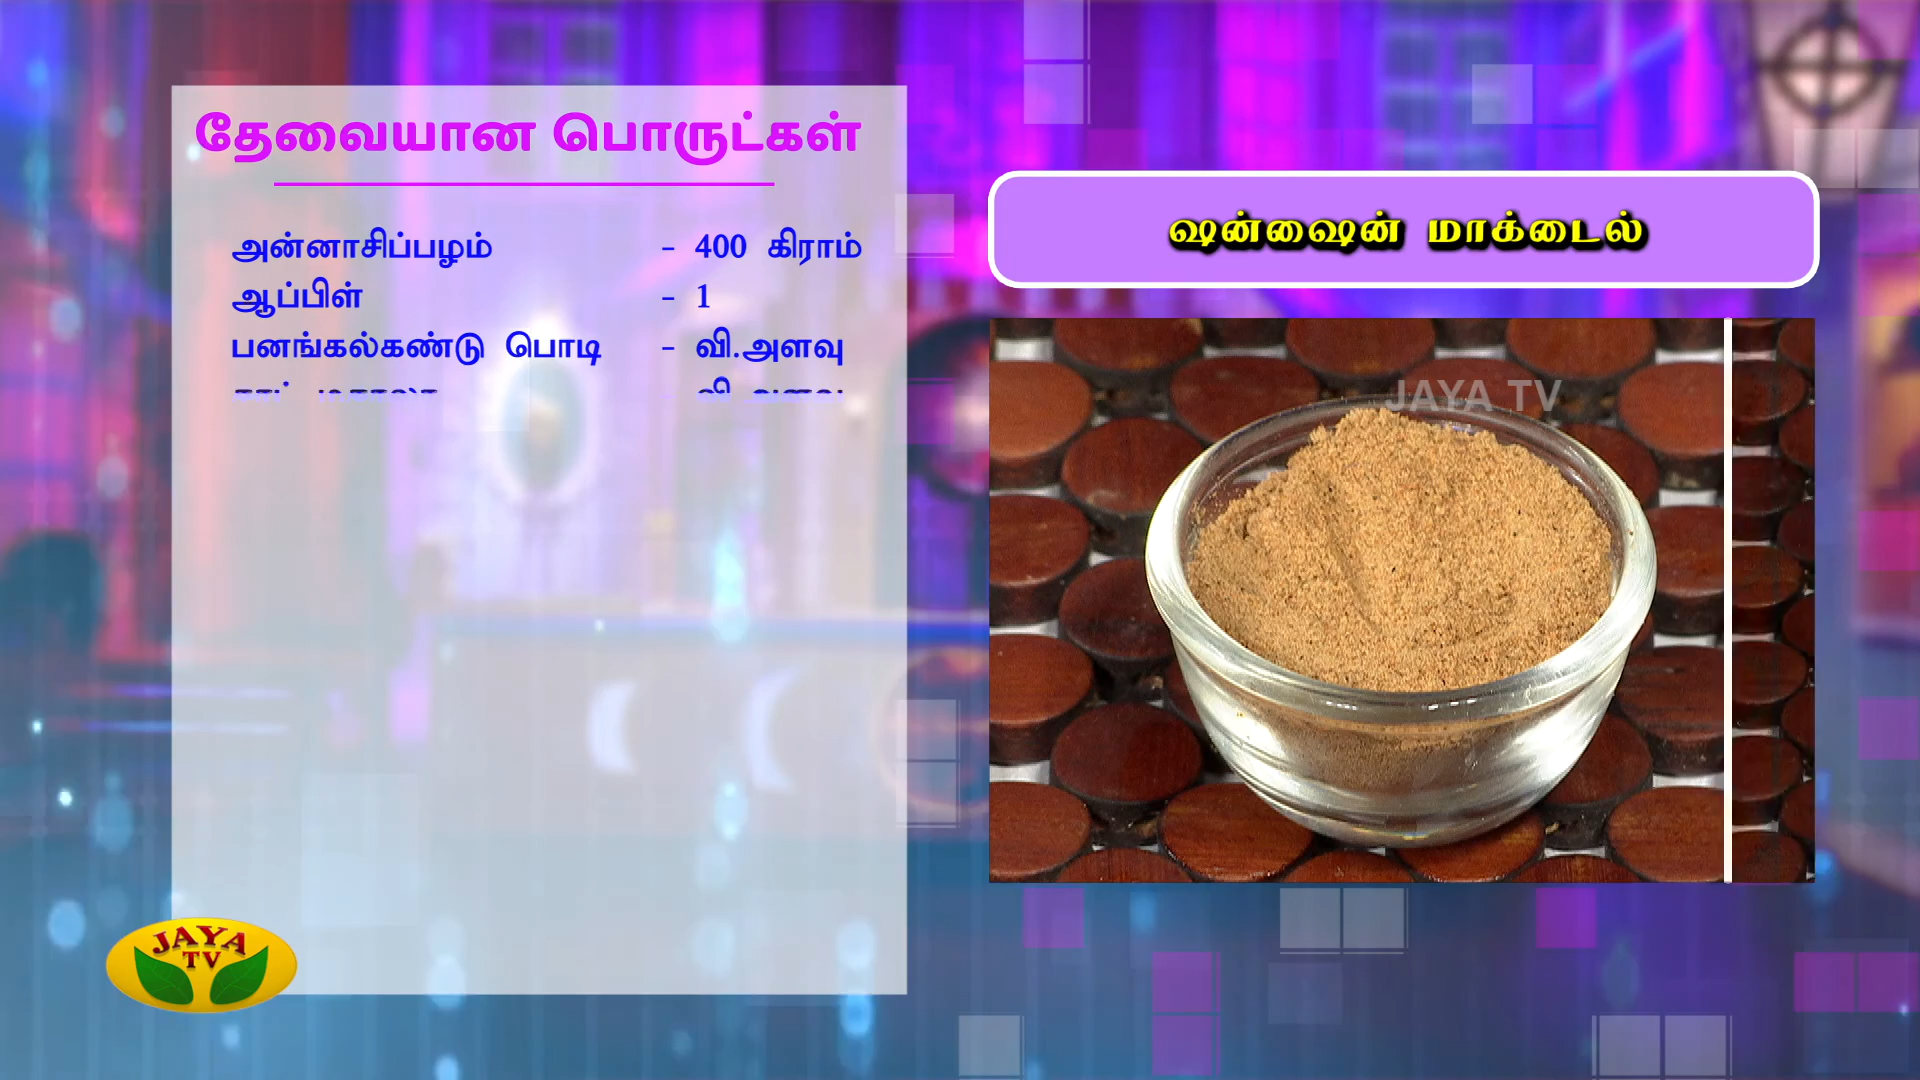 தேவையான பொருட்கள்
அன்னாசிப்பழம் - 400 கிராம்
ஆப்பிள் - 1
பனங்கல்கண்டு பொடி - வி.அளவு
ஷன்ஷைன் மாக்டைல்
JAYA TV
JAYA
TV